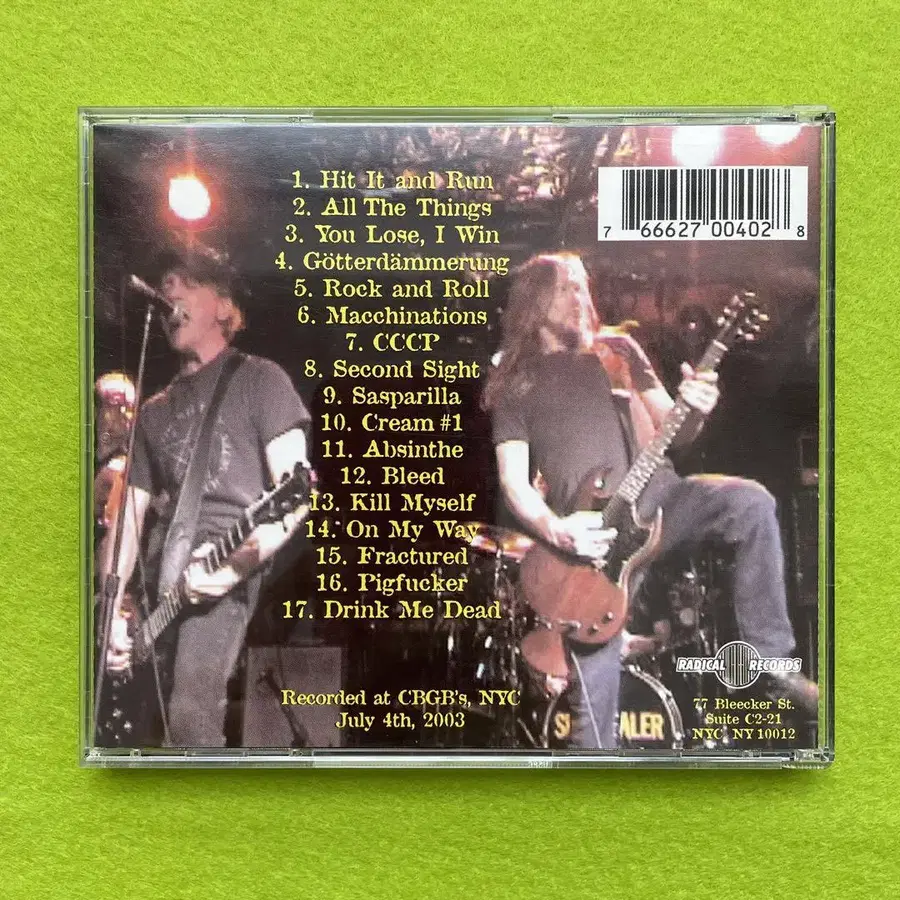 1. Hit It and Run
2. All The Things
3. You Lose, I Win
4. Götterdämmerung
5. Rock and Roll
6. Macchinations
7. CCCP
8. Second Sight
9. Sasparilla
10. Cream #1
11. Absinthe
12. Bleed
13. Kill Myself
14. On My Way
15. Fractured
16. Pigfucker
17. Drink Me Dead
7 66627 00402 8
Recorded at CBGB's, NYC
July 4th, 2003
RADICAL RECORDS
77 Bleecker St.
Suite C2-21
NYC NY 10012